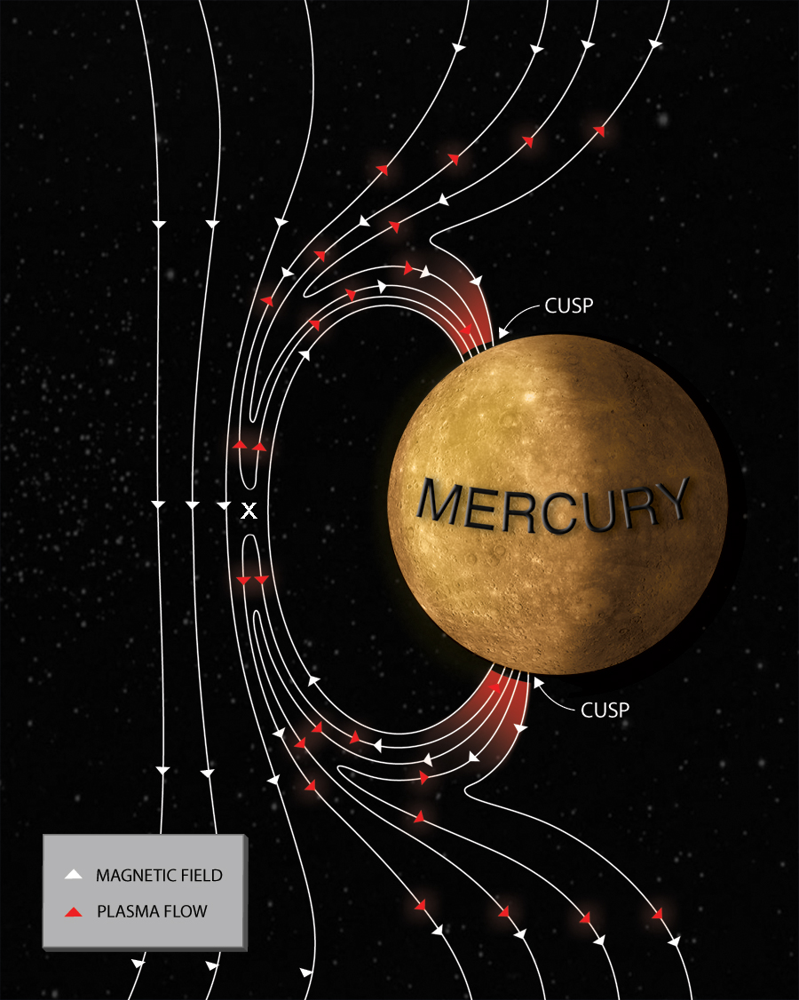 CUSP
X
MERCURY
CUSP
MAGNETIC FIELD
PLASMA FLOW